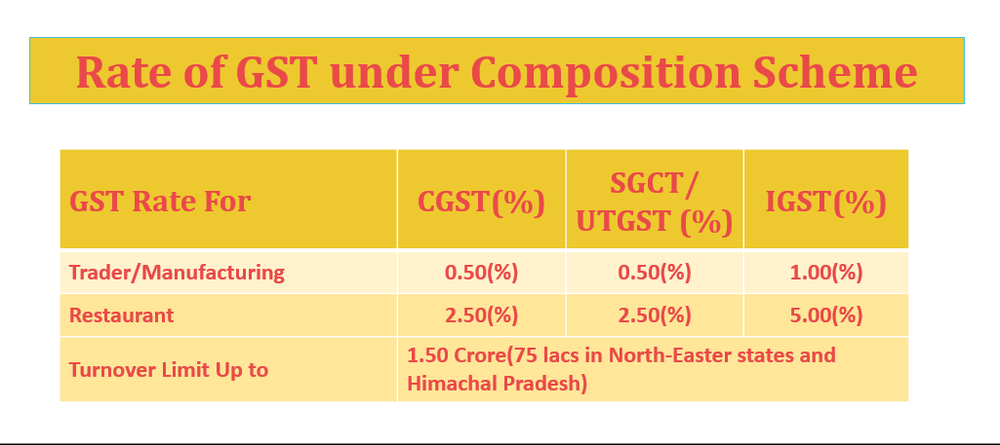 Rate of GST under Composition Scheme
GST Rate For CGST(%) SGCT/ UTGST (%) IGST(%)
Trader/Manufacturing 0.50(%) 0.50(%) 1.00(%)
Restaurant 2.50(%) 2.50(%) 5.00(%)
Turnover Limit Up to 1.50 Crore(75 lacs in North-Easter states and
Himachal Pradesh)